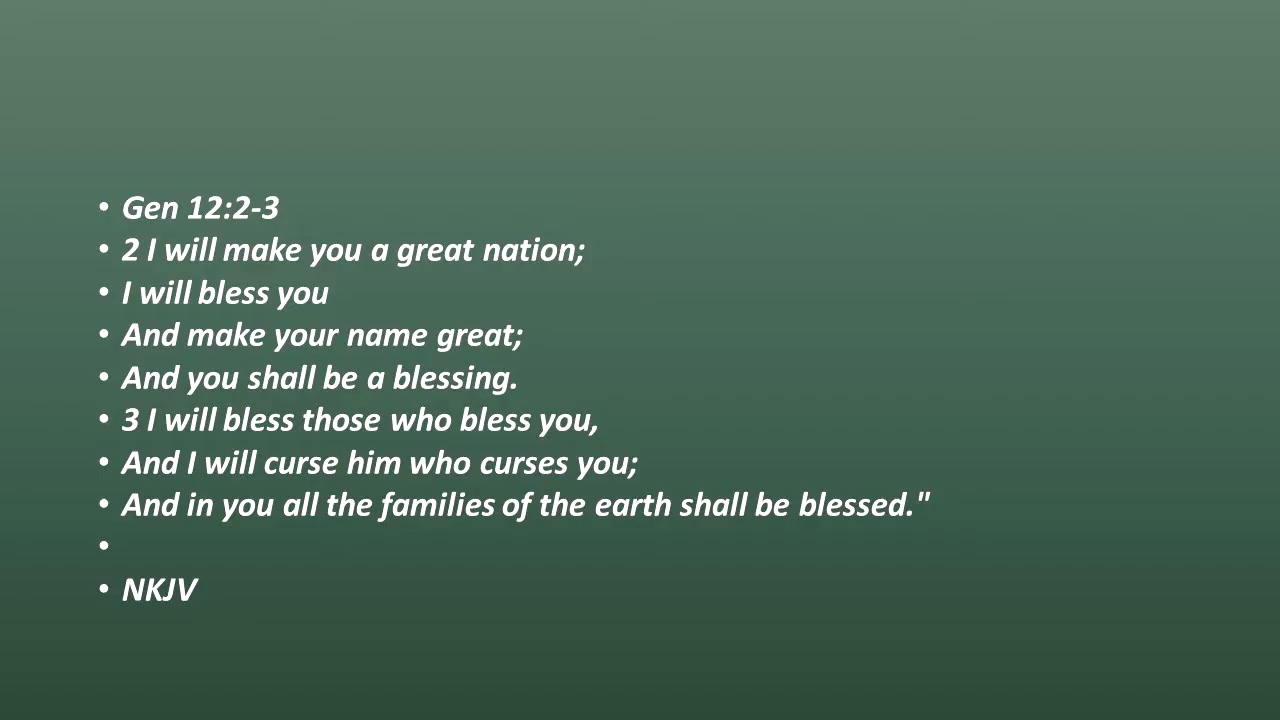 • Gen 12:2-3
• 2 I will make you a great nation;
• I will bless you
• And make your name great;
• And you shall be a blessing.
• 3 I will bless those who bless you,
• And I will curse him who curses you;
• And in you all the families of the earth shall be blessed."
•
• NKJV